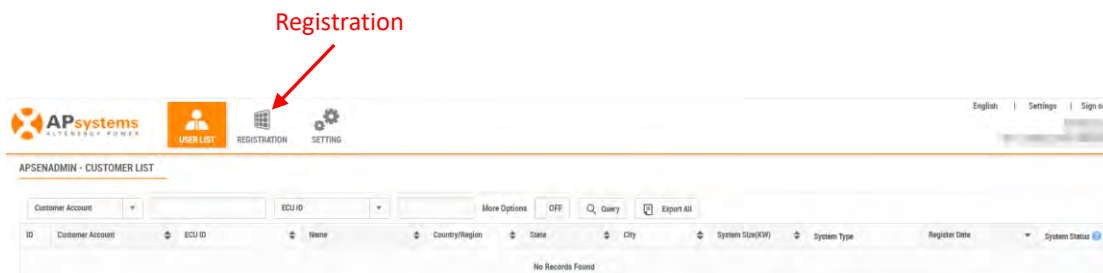 Registration
English | Settings | Sign o
APsystems
ALTENERGY POWER
USER LIST REGISTRATION SETTING
APSENADMIN - CUSTOMER LIST
Customer Account ECU ID More Options OFF Query Export All
ID Customer Account ECU ID Name Country/Region State City System Size(KW) System Type Register Date System Status ?
No Records Found